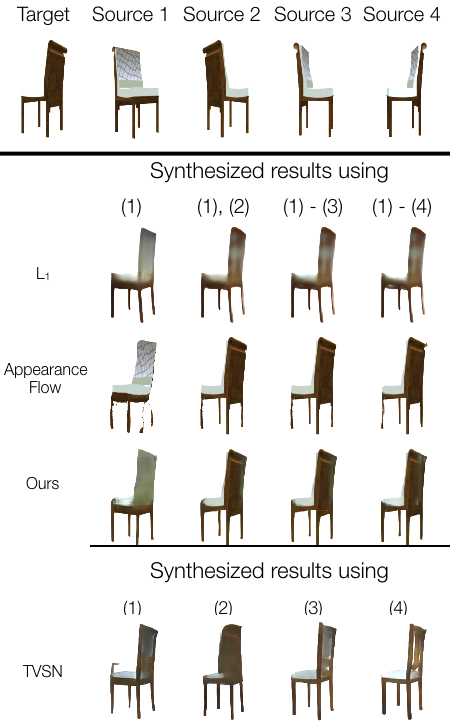 Target Source 1 Source 2 Source 3 Source 4
Synthesized results using
(1) (1), (2) (1) - (3) (1) - (4)
L₁
Appearance
Flow
Ours
Synthesized results using
(1) (2) (3) (4)
TVSN